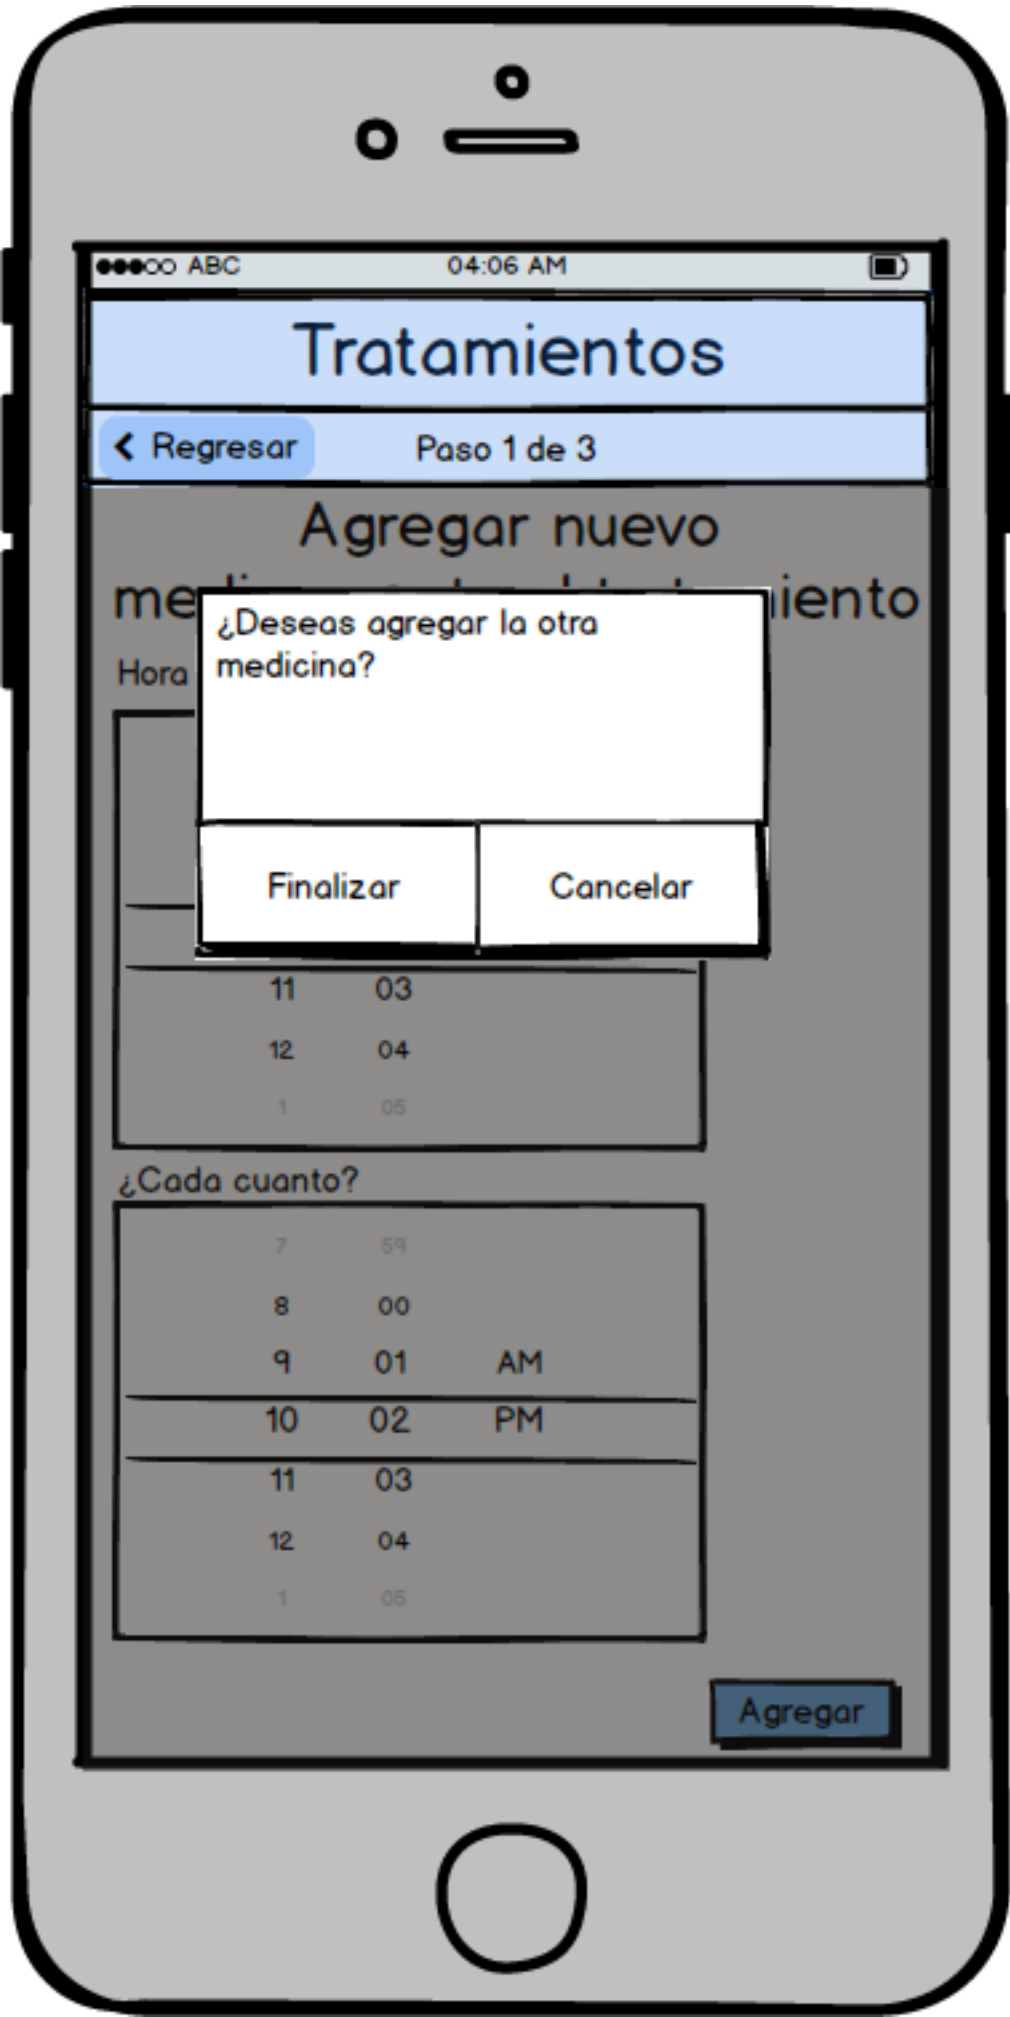 ABC 04:06 AM
Tratamientos
Regresar Paso 1 de 3
Agregar nuevo
Hora
¿Deseas agregar la otra
medicina?
Finalizar Cancelar
11 03
12 04
1 05
¿Cada cuanto?
7 59
8 00
9 01 AM
10 02 PM
11 03
12 04
1 05
Agregar